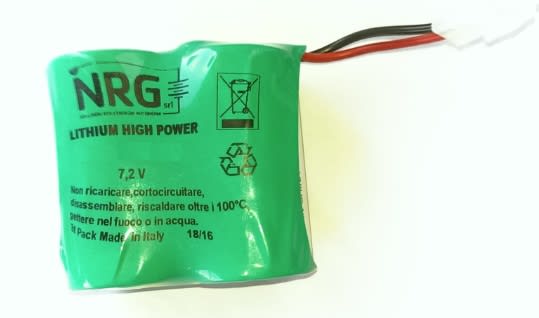 NRG srl
LITHIUM HIGH POWER
7,2 V
Non ricaricare,cortocircuitare,
disassemblare, riscaldare oltre i 100°C,
mettere nel fuoco o in acqua.
Pack Made in Italy 18/16